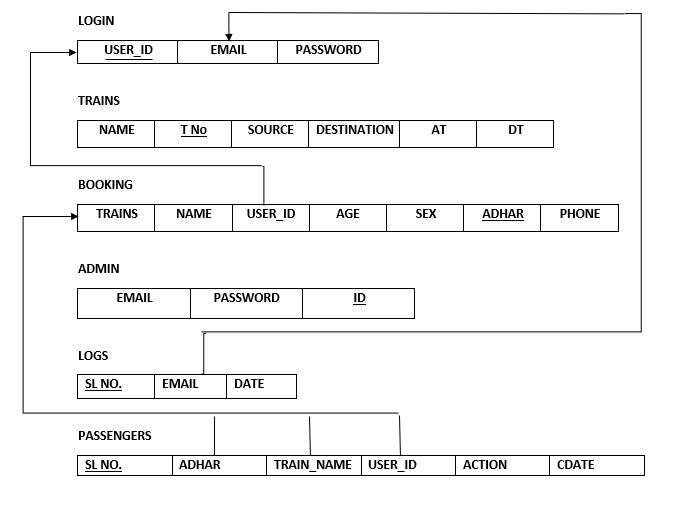 LOGIN
USER_ID EMAIL PASSWORD
TRAINS
NAME T No SOURCE DESTINATION AT DT
BOOKING
TRAINS NAME USER_ID AGE SEX ADHAR PHONE
ADMIN
EMAIL PASSWORD ID
LOGS
SL NO. EMAIL DATE
PASSENGERS
SL NO. ADHAR TRAIN_NAME USER_ID ACTION CDATE